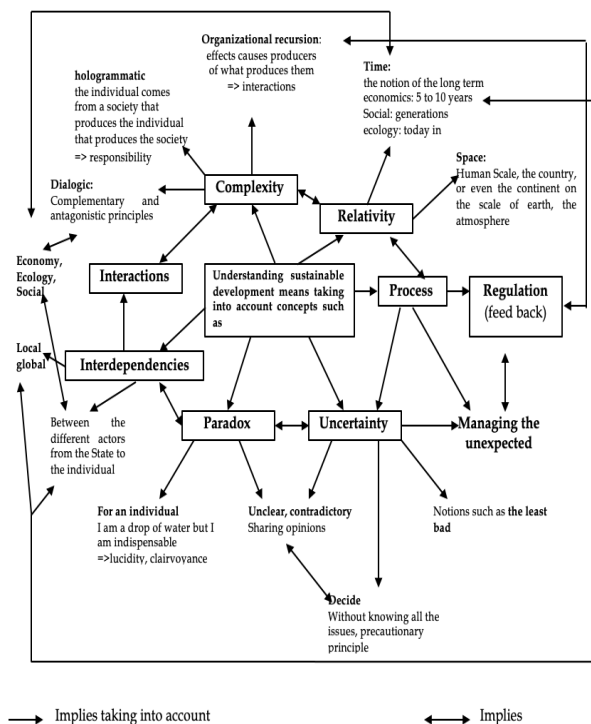 Organizational recursion:
effects causes producers
of what produces them
=> interactions
Time:
the notion of the long term
economics: 5 to 10 years
Social: generations
ecology: today in
hologrammatic
the individual comes
from a society that
produces the individual
that produces the society
=> responsibility
Space:
Human Scale, the country,
or even the continent on
the scale of earth, the
atmosphere
Dialogic:
Complementary and
antagonistic principles
Complexity
Relativity
Economy,
Ecology,
Social
Interactions
Understanding sustainable
development means taking
into account concepts such
as
Process
Regulation
(feed back)
Local
global
Interdependencies
Between the
different actors
from the State to
the individual
Paradox
Uncertainty
Managing the
unexpected
For an individual
I am a drop of water but I
am indispensable
=>lucidity, clairvoyance
Unclear, contradictory
Sharing opinions
Notions such as the least
bad
Decide
Without knowing all the
issues, precautionary
principle
Implies taking into account
Implies